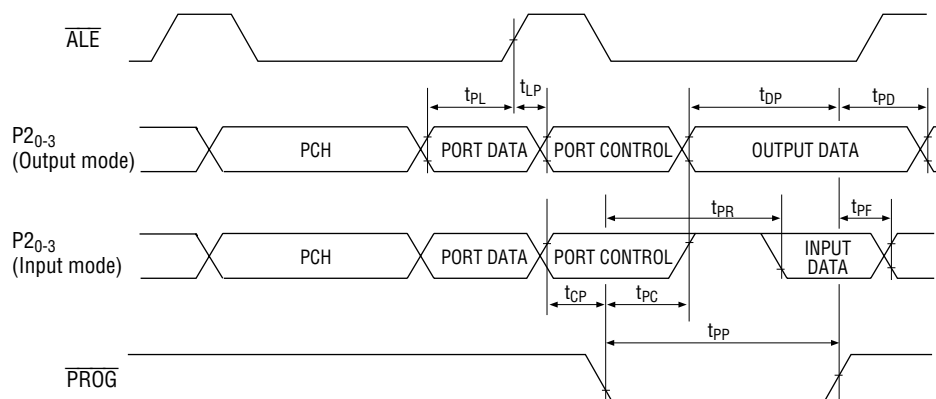 ALE
tPL
tLP
tDP
tPD
P20-3
(Output mode)
PCH
PORT DATA
PORT CONTROL
OUTPUT DATA
tPR
tPF
P20-3
(Input mode)
PCH
PORT DATA
PORT CONTROL
INPUT
DATA
tCP
tPC
tPP
PROG